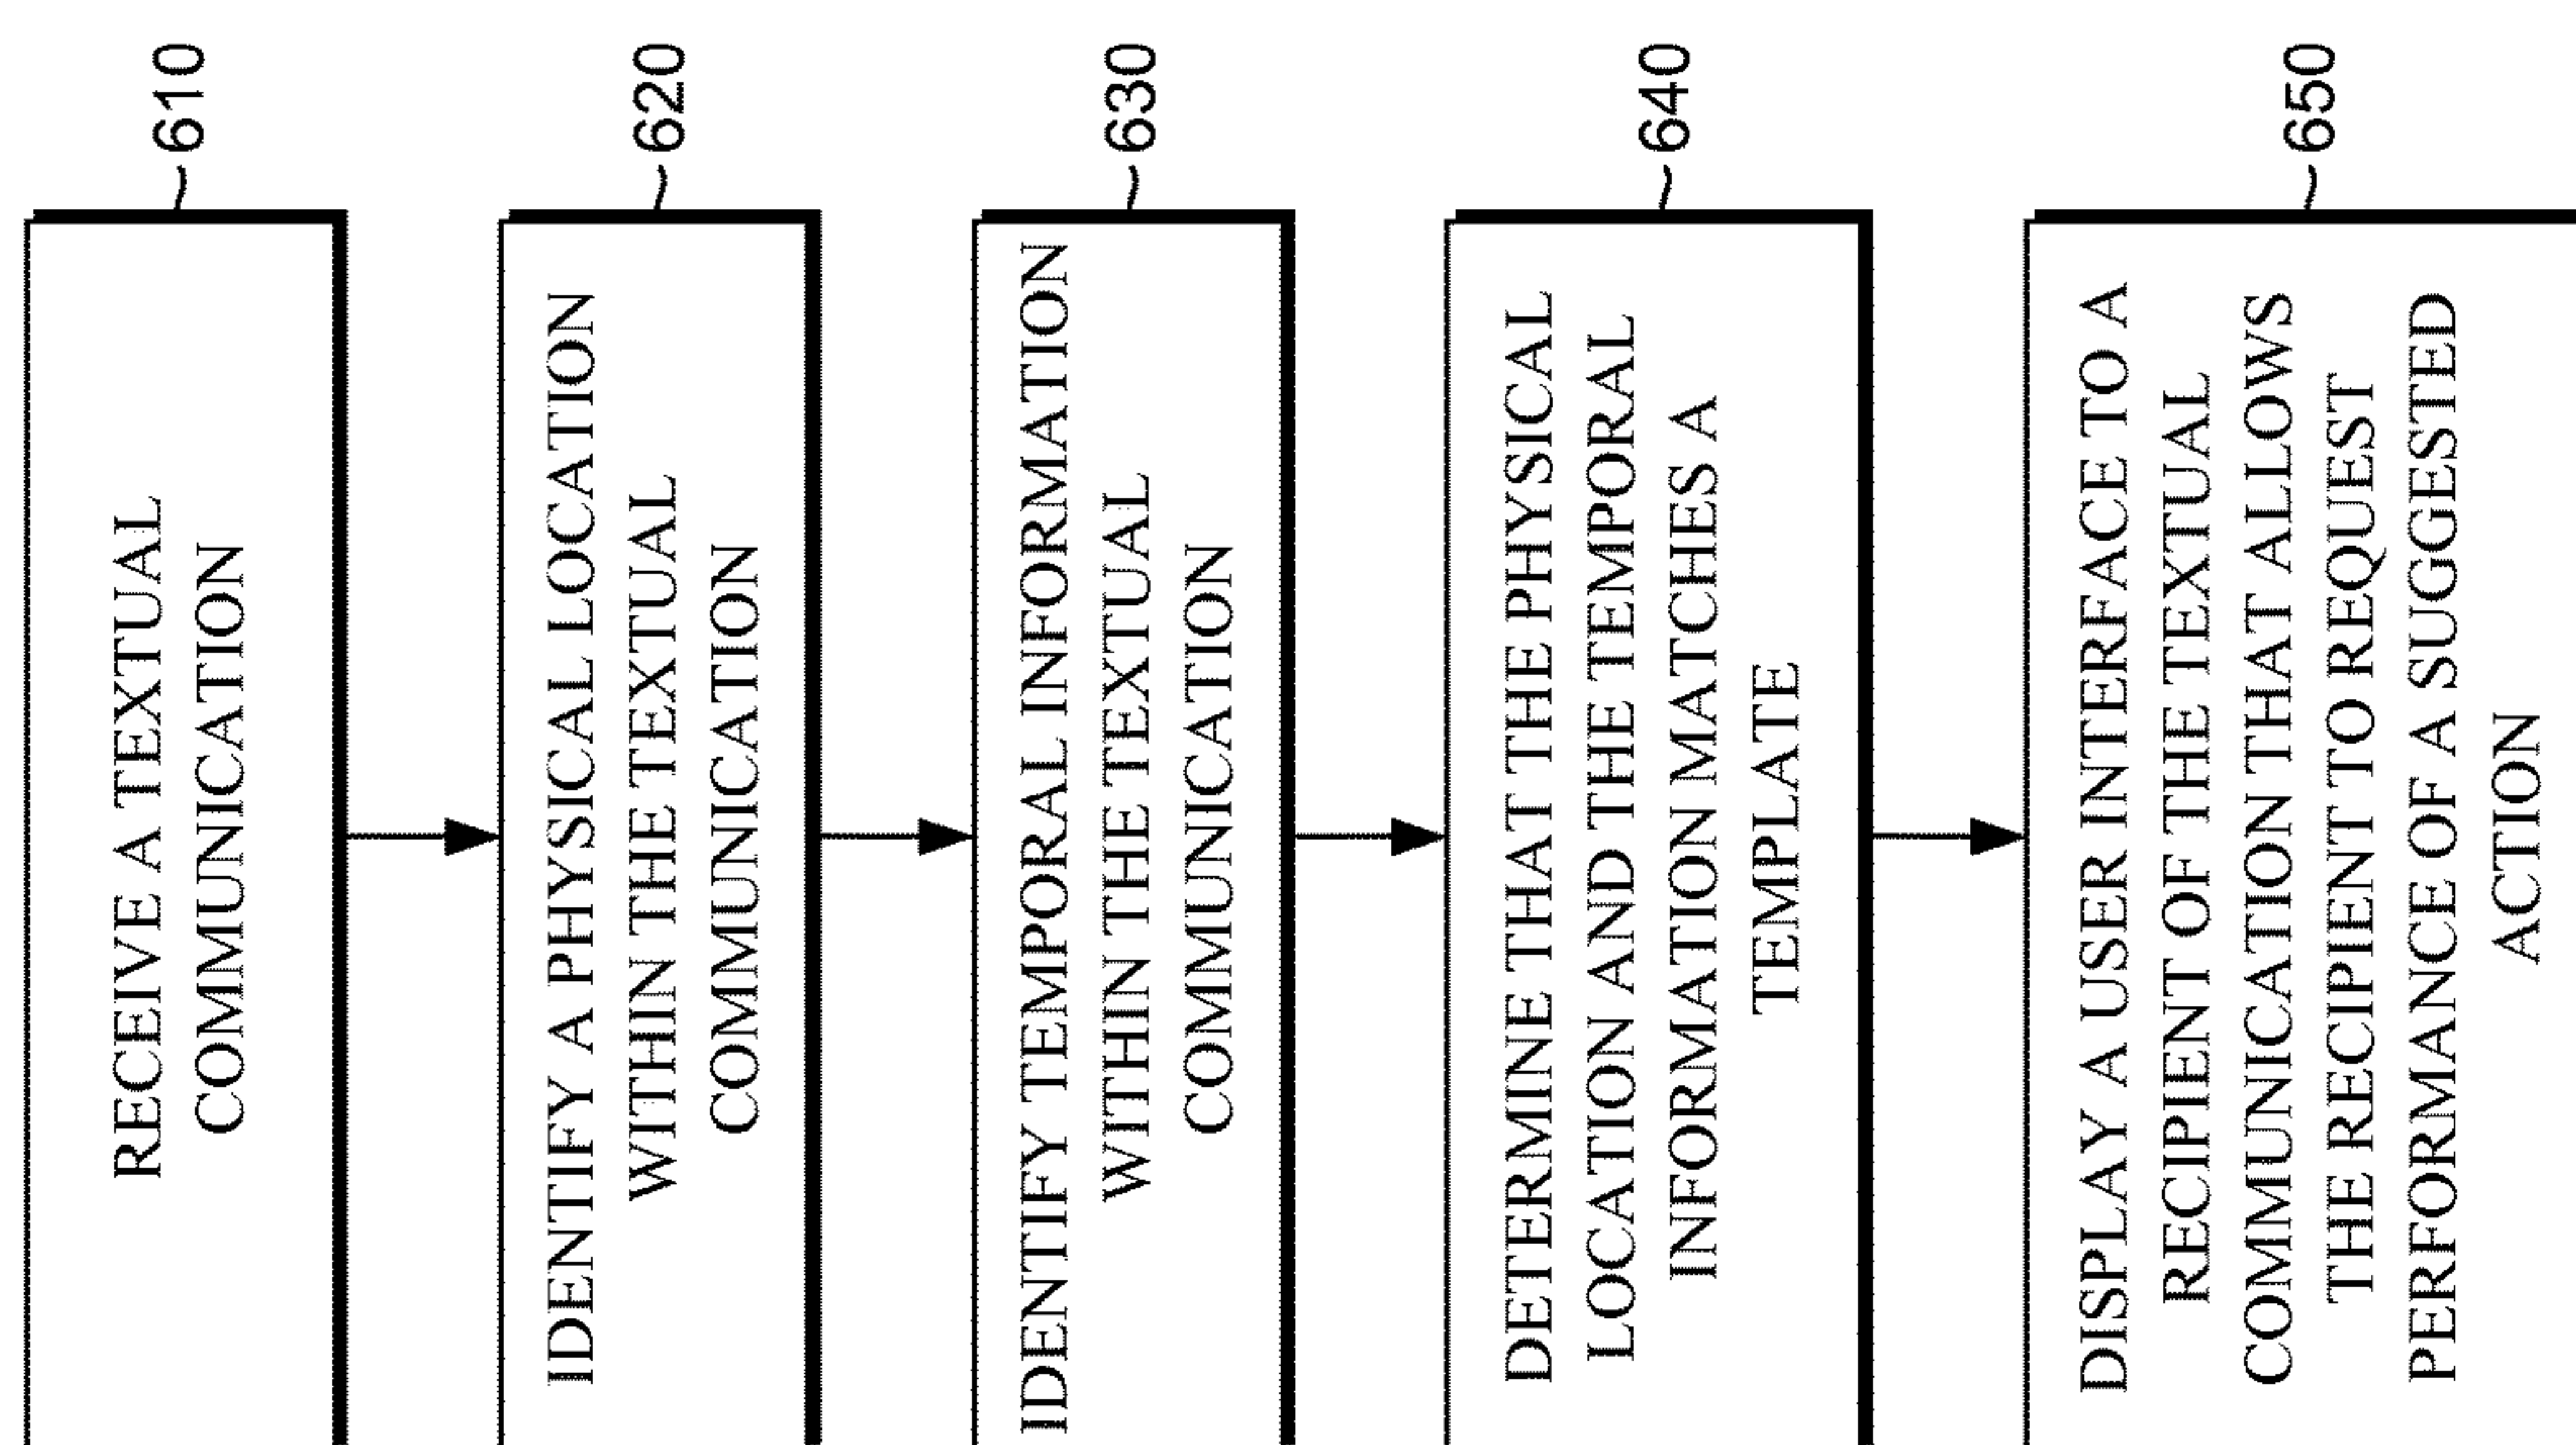 RECEIVE A TEXTUAL
COMMUNICATION
610
IDENTIFY A PHYSICAL LOCATION
WITHIN THE TEXTUAL
COMMUNICATION
620
IDENTIFY TEMPORAL INFORMATION
WITHIN THE TEXTUAL
COMMUNICATION
630
DETERMINE THAT THE PHYSICAL
LOCATION AND THE TEMPORAL
INFORMATION MATCHES A
TEMPLATE
640
DISPLAY A USER INTERFACE TO A
RECIPIENT OF THE TEXTUAL
COMMUNICATION THAT ALLOWS
THE RECIPIENT TO REQUEST
PERFORMANCE OF A SUGGESTED
ACTION
650